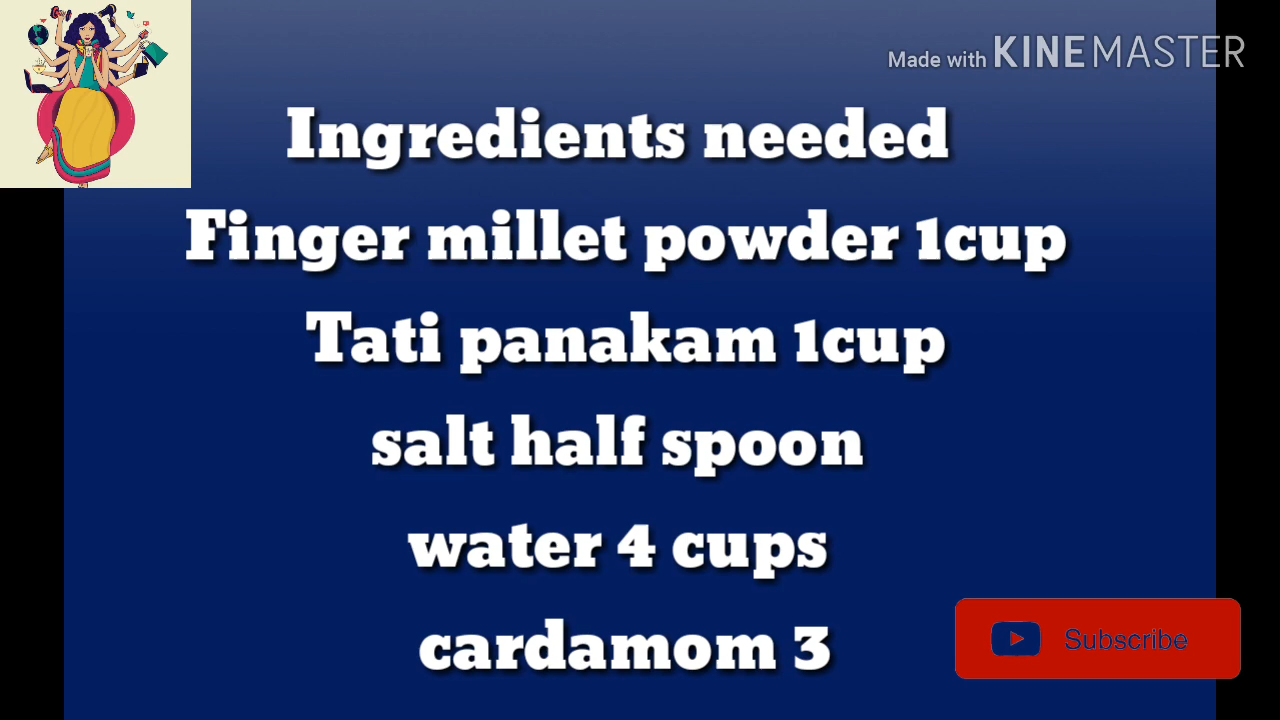 Made with KINEMASTER
Ingredients needed
Finger millet powder 1cup
Tati panakam 1cup
salt half spoon
water 4 cups
cardamom 3
Subscribe